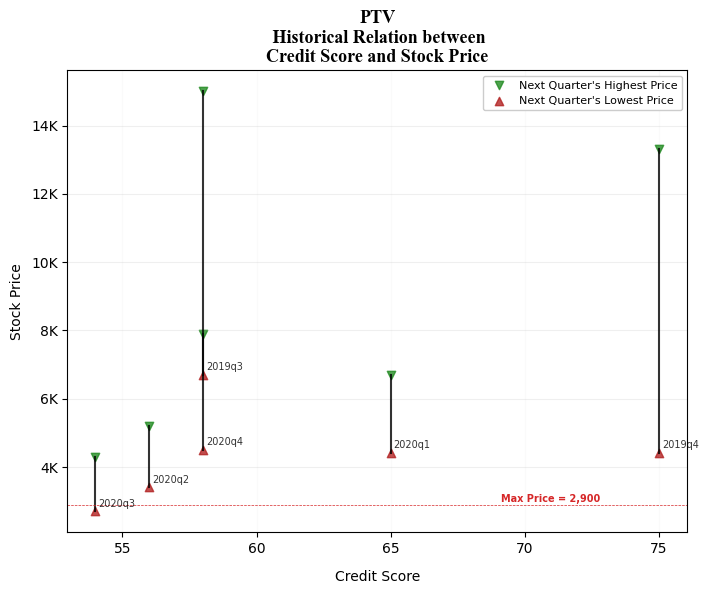 PTV
Historical Relation between
Credit Score and Stock Price
Next Quarter's Highest Price
Next Quarter's Lowest Price
14K
12K
10K
8K
6K
4K
Stock Price
2019q3
2020q4
2020q1
2019q4
2020q2
2020q3
Max Price = 2,900
55
60
65
70
75
Credit Score